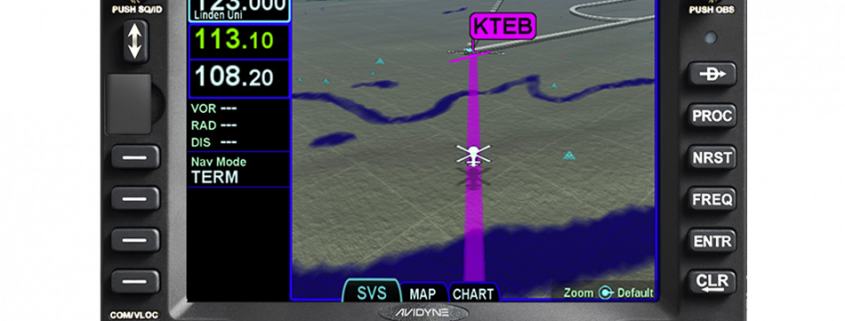 PUSH SQ/ID
123.000
Linden Uni
113.10
108.20
VOR ---
RAD ---
DIS ---
Nav Mode
TERM
COM/VLOC
KTEB
SVS
MAP
CHART
Zoom
Default
AVIDYNE
PUSH OBS
D
PROC
NRST
FREQ
ENTR
CLR